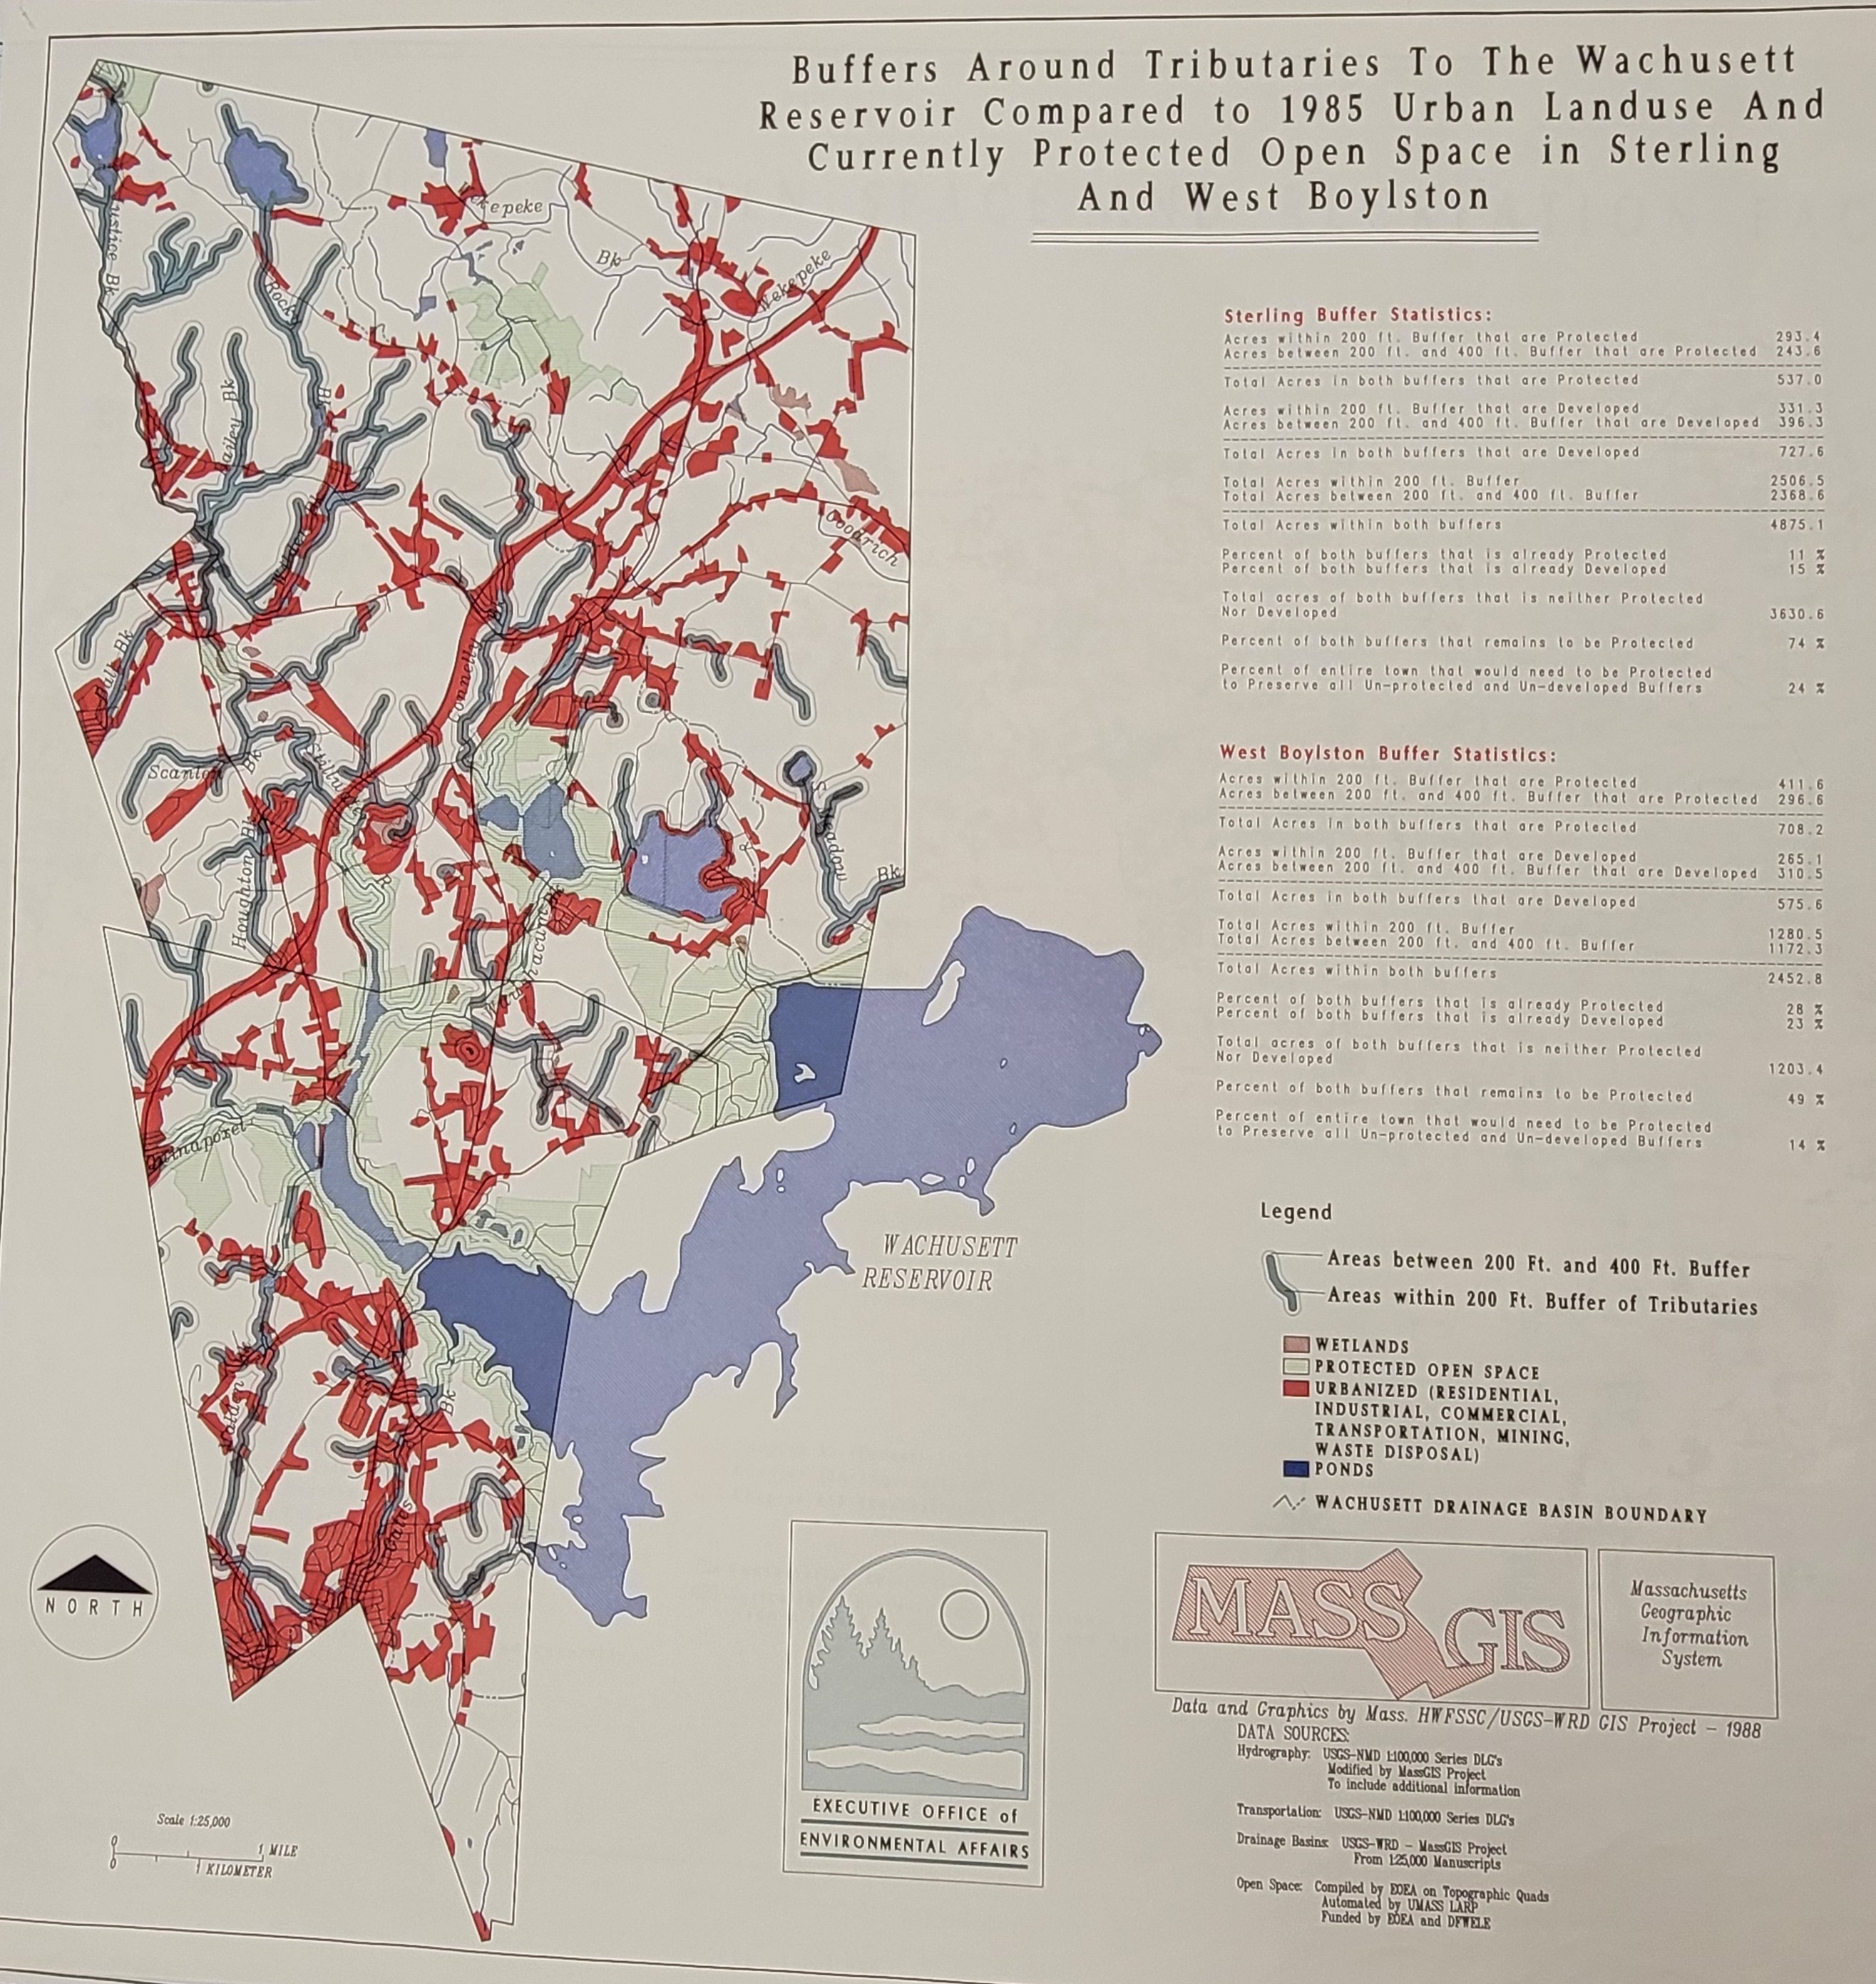 Buffers Around Tributaries To The Wachusett
Reservoir Compared to 1985 Urban Landuse And
Currently Protected Open Space in Sterling
And West Boylston
Sterling Buffer Statistics:
Acres within 200 ft. Buffer that are Protected 293.4
Acres between 200 ft. and 400 ft. Buffer that are Protected 243.6
Total Acres in both buffers that are Protected 537.0
Acres within 200 ft. Buffer that are Developed 331.3
Acres between 200 ft. and 400 ft. Buffer that are Developed 396.3
Total Acres in both buffers that are Developed 727.6
Total Acres within 200 ft. Buffer 2506.5
Total Acres between 200 ft. and 400 ft. Buffer 2368.6
Total Acres within both buffers 4875.1
Percent of both buffers that is already Protected 11 %
Percent of both buffers that is already Developed 15 %
Total acres of both buffers that is neither Protected
Nor Developed 3630.6
Percent of both buffers that remains to be Protected 74 %
Percent of entire town that would need to be Protected
to Preserve all Un-protected and Un-developed Buffers 24 %
West Boylston Buffer Statistics:
Acres within 200 ft. Buffer that are Protected 411.6
Acres between 200 ft. and 400 ft. Buffer that are Protected 296.6
Total Acres in both buffers that are Protected 708.2
Acres within 200 ft. Buffer that are Developed 265.1
Acres between 200 ft. and 400 ft. Buffer that are Developed 310.5
Total Acres in both buffers that are Developed 575.6
Total Acres within 200 ft. Buffer 1280.5
Total Acres between 200 ft. and 400 ft. Buffer 1172.3
Total Acres within both buffers 2452.8
Percent of both buffers that is already Protected 28 %
Percent of both buffers that is already Developed 23 %
Total acres of both buffers that is neither Protected
Nor Developed 1203.4
Percent of both buffers that remains to be Protected 49 %
Percent of entire town that would need to be Protected
to Preserve all Un-protected and Un-developed Buffers 14 %
Legend
Areas between 200 Ft. and 400 Ft. Buffer
Areas within 200 Ft. Buffer of Tributaries
WETLANDS
PROTECTED OPEN SPACE
URBANIZED (RESIDENTIAL,
INDUSTRIAL, COMMERCIAL,
TRANSPORTATION, MINING,
WASTE DISPOSAL)
PONDS
WACHUSETT DRAINAGE BASIN BOUNDARY
MASS GIS
Massachusetts
Geographic
Information
System
Data and Graphics by Mass. HWFSSC/USGS-WRD GIS Project - 1988
DATA SOURCES:
Hydrography: USGS-NMD 1:100,000 Series DLG's
Modified by MassGIS Project
To include additional information
Transportation: USGS-NMD 1:100,000 Series DLG's
Drainage Basins: USGS-WRD - MassGIS Project
From 1:25,000 Manuscripts
Open Space: Compiled by EOEA on Topographic Quads
Automated by UMASS LARP
Funded by EOEA and DFWELE
EXECUTIVE OFFICE of
ENVIRONMENTAL AFFAIRS
WACHUSETT
RESERVOIR
NORTH
Scale 1:25,000
1 MILE
1 KILOMETER
Bk
Wekepeke
Rock
Bk
Bk
Goodrich
Connelly
Bk
Scanlon
Bk
Houghton Bk
Meadow
Bk
Bk
Gates